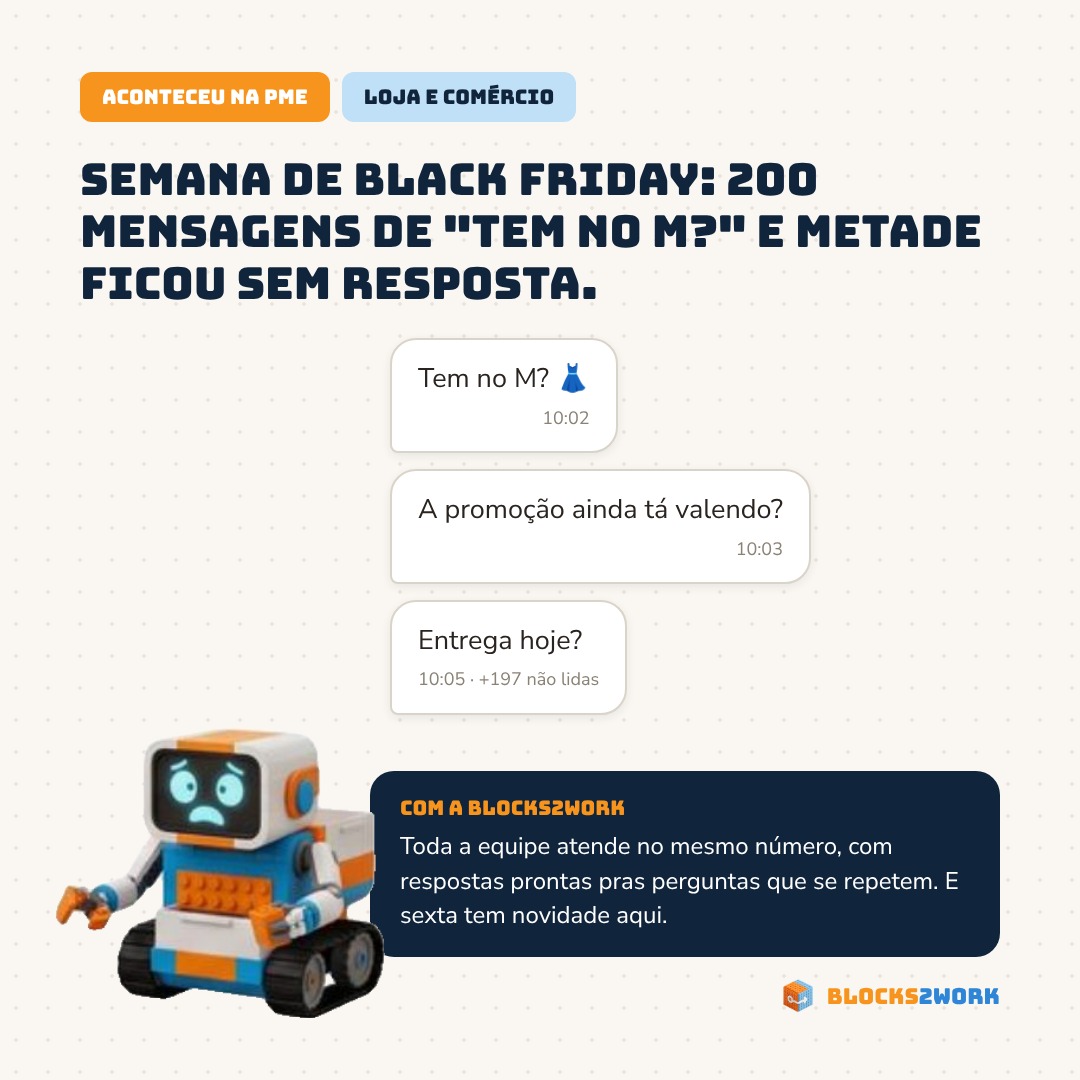 ACONTECEU NA PME
LOJA E COMÉRCIO
SEMANA DE BLACK FRIDAY: 200
MENSAGENS DE "TEM NO M?" E METADE
FICOU SEM RESPOSTA.
Tem no M? 👗
10:02
A promoção ainda tá valendo?
10:03
Entrega hoje?
10:05 · +197 não lidas
COM A BLOCKS2WORK
Toda a equipe atende no mesmo número, com
respostas prontas pras perguntas que se repetem. E
sexta tem novidade aqui.
BLOCKS2WORK